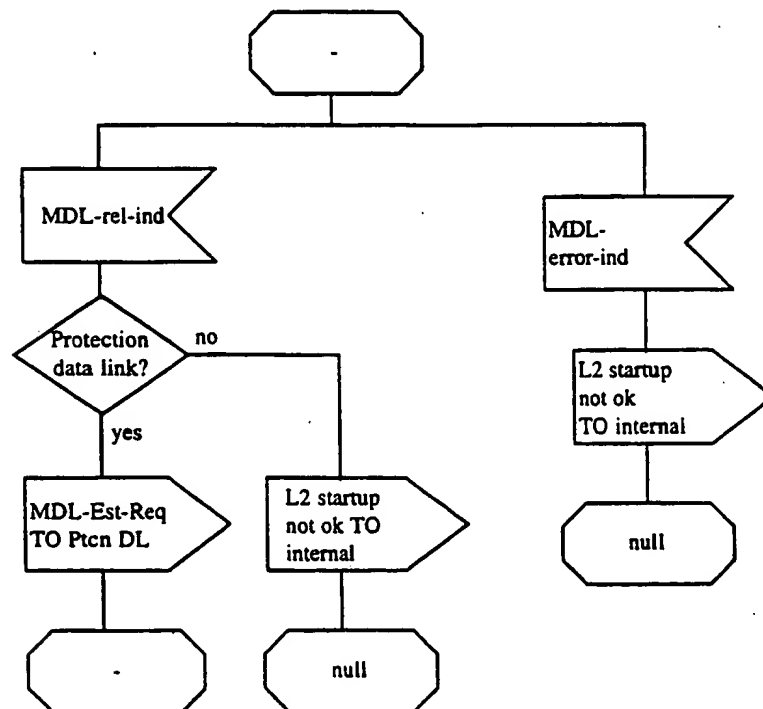 -
MDL-rel-ind
MDL-
error-ind
Protection
data link?
no
yes
L2 startup
not ok
TO internal
MDL-Est-Req
TO Ptcn DL
L2 startup
not ok TO
internal
null
-
null